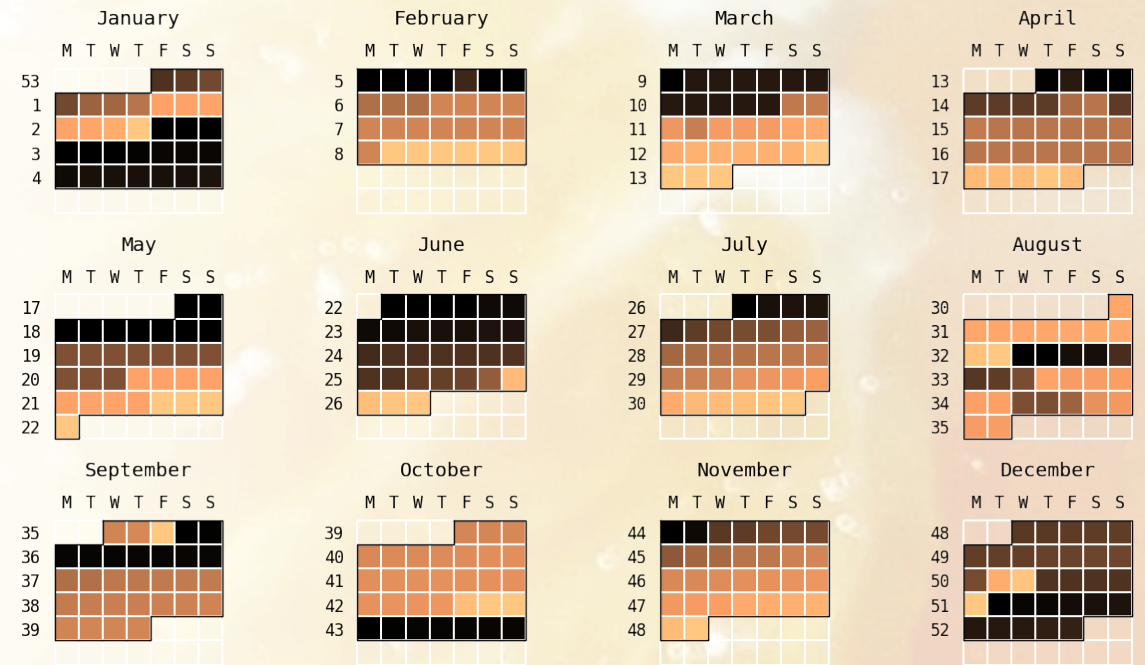 January February March April
M T W T F S S M T W T F S S M T W T F S S M T W T F S S
53 5 9 13
1 6 10 14
2 7 11 15
3 8 12 16
4 13 17
May June July August
M T W T F S S M T W T F S S M T W T F S S M T W T F S S
17 22 26 30
18 23 27 31
19 24 28 32
20 25 29 33
21 26 30 34
22 35
September October November December
M T W T F S S M T W T F S S M T W T F S S M T W T F S S
35 39 44 48
36 40 45 49
37 41 46 50
38 42 47 51
39 43 48 52